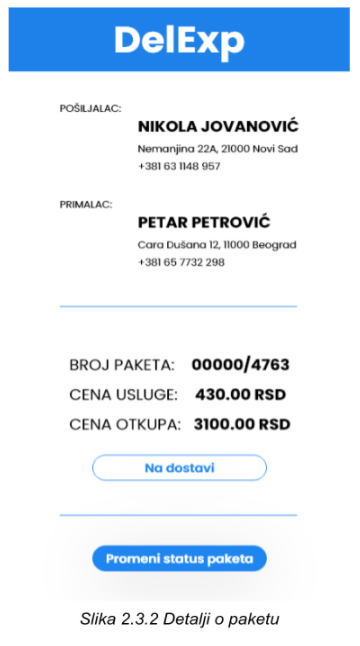 DelExp
POŠILJALAC:
NIKOLA JOVANOVIĆ
Nemanjina 22A, 21000 Novi Sad
+381 63 1148 957
PRIMALAC:
PETAR PETROVIĆ
Cara Dušana 12, 11000 Beograd
+381 65 7732 298
BROJ PAKETA: 00000/4763
CENA USLUGE: 430.00 RSD
CENA OTKUPA: 3100.00 RSD
Na dostavi
Promeni status paketa
Slika 2.3.2 Detalji o paketu